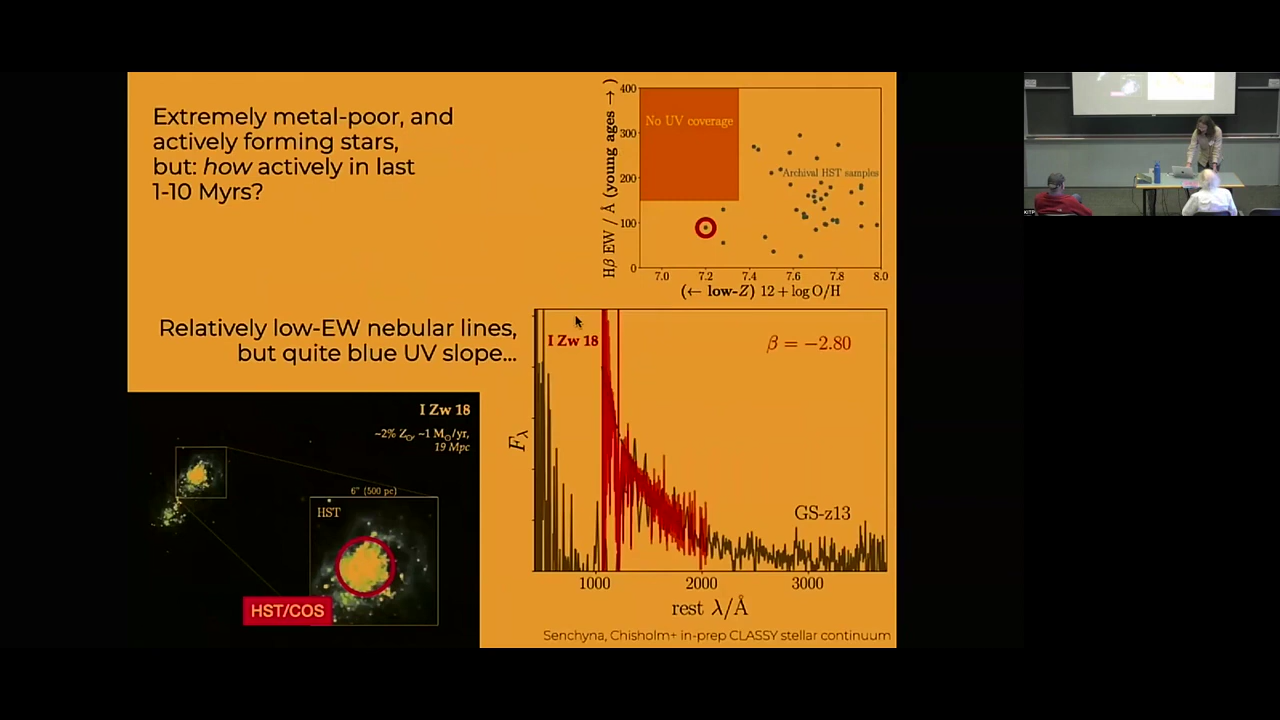 Extremely metal-poor, and
actively forming stars,
but: how actively in last
1-10 Myrs?
Hβ EW / Å (young ages → )
400
300
200
100
0
No UV coverage
Archival HST samples
7.0 7.2 7.4 7.6 7.8 8.0
(← low-Z) 12 + log O/H
Relatively low-EW nebular lines,
but quite blue UV slope...
I Zw 18
~2% Z⊙, ~1 M⊙/yr,
19 Mpc
6" (500 pc)
HST
HST/COS
I Zw 18
β = −2.80
Fλ
GS-z13
1000 2000 3000
rest λ/Å
Senchyna, Chisholm+ in-prep CLASSY stellar continuum
KITP